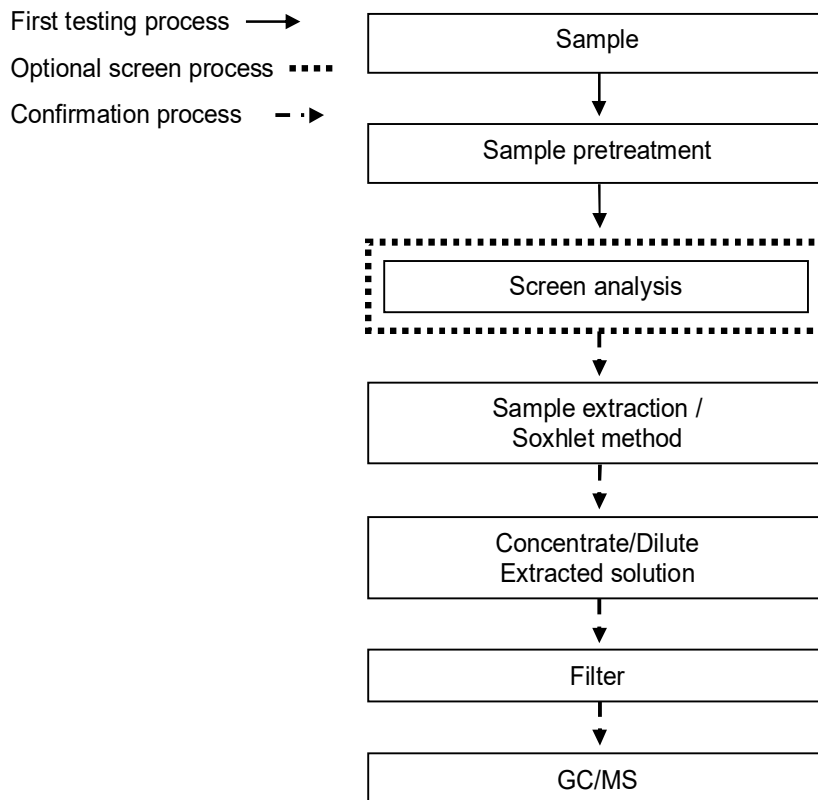 First testing process
Optional screen process
Confirmation process
Sample
Sample pretreatment
Screen analysis
Sample extraction /
Soxhlet method
Concentrate/Dilute
Extracted solution
Filter
GC/MS